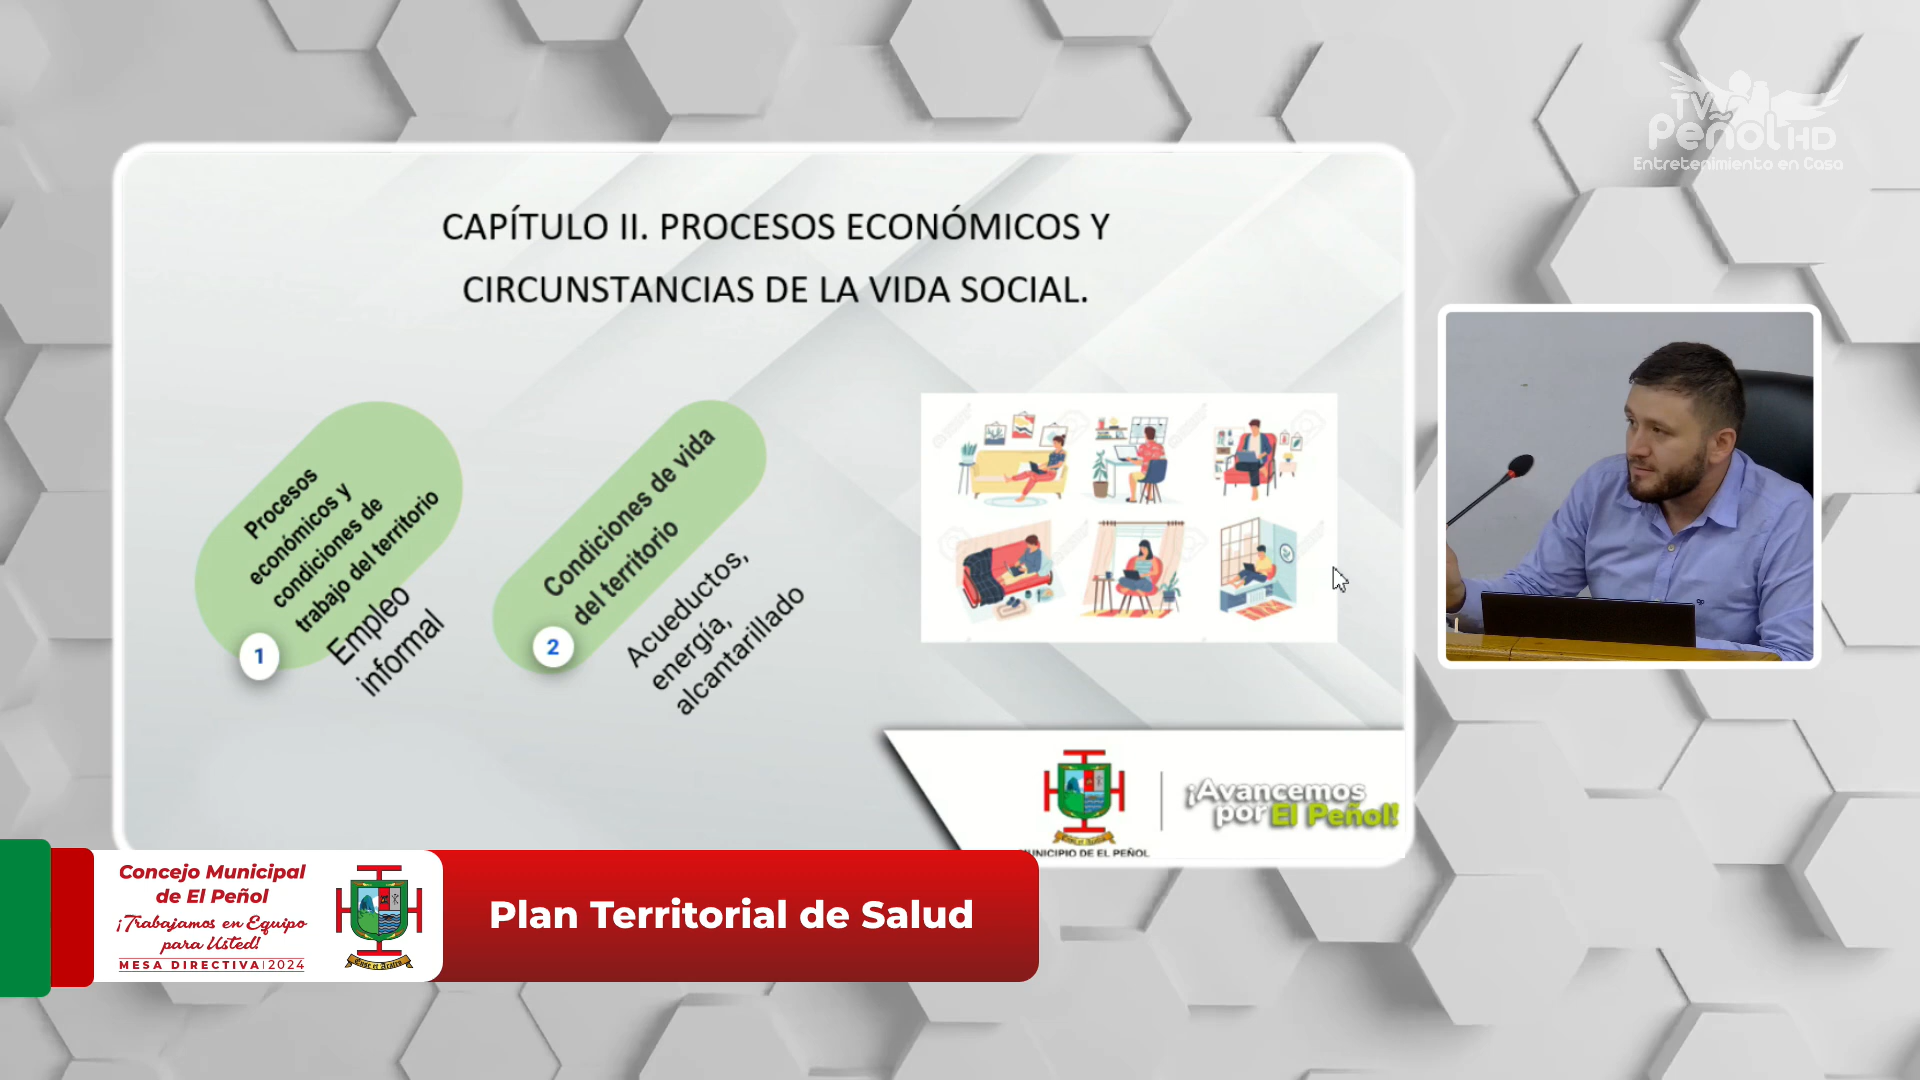 TV
Peñol HD
Entretenimiento en Casa
CAPÍTULO II. PROCESOS ECONÓMICOS Y
CIRCUNSTANCIAS DE LA VIDA SOCIAL.
Procesos
económicos y
condiciones de
trabajo del territorio
1
Empleo
informal
Condiciones de vida
del territorio
2
Acueductos,
energía,
alcantarillado
¡Avancemos
por El Peñol!
MUNICIPIO DE EL PEÑOL
Concejo Municipal
de El Peñol
¡Trabajamos en Equipo
para Usted!
MESA DIRECTIVA|2024
Plan Territorial de Salud